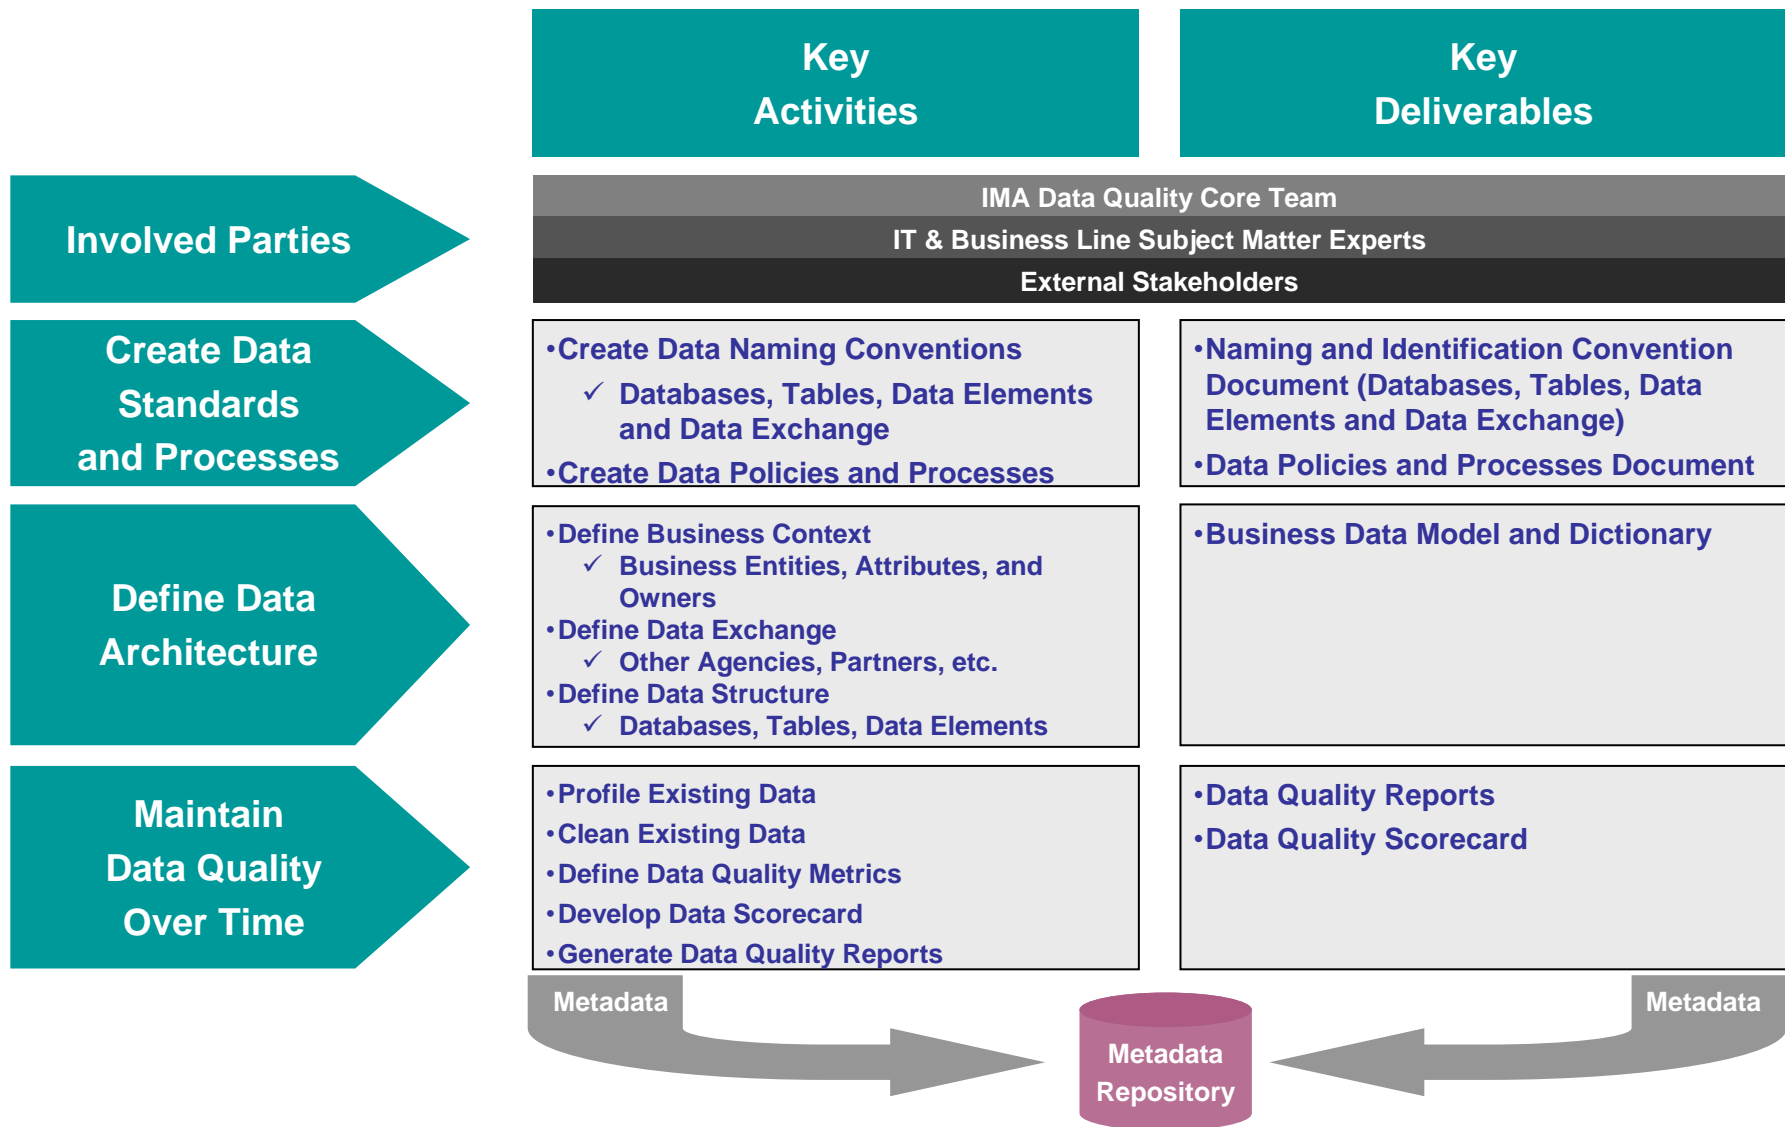 Key
Activities
Key
Deliverables
Involved Parties
IMA Data Quality Core Team
IT & Business Line Subject Matter Experts
External Stakeholders
Create Data
Standards
and Processes
•Create Data Naming Conventions
✓ Databases, Tables, Data Elements
and Data Exchange
•Create Data Policies and Processes
•Naming and Identification Convention
Document (Databases, Tables, Data
Elements and Data Exchange)
•Data Policies and Processes Document
Define Data
Architecture
•Define Business Context
✓ Business Entities, Attributes, and
Owners
•Define Data Exchange
✓ Other Agencies, Partners, etc.
•Define Data Structure
✓ Databases, Tables, Data Elements
•Business Data Model and Dictionary
Maintain
Data Quality
Over Time
•Profile Existing Data
•Clean Existing Data
•Define Data Quality Metrics
•Develop Data Scorecard
•Generate Data Quality Reports
•Data Quality Reports
•Data Quality Scorecard
Metadata
Metadata
Metadata
Repository